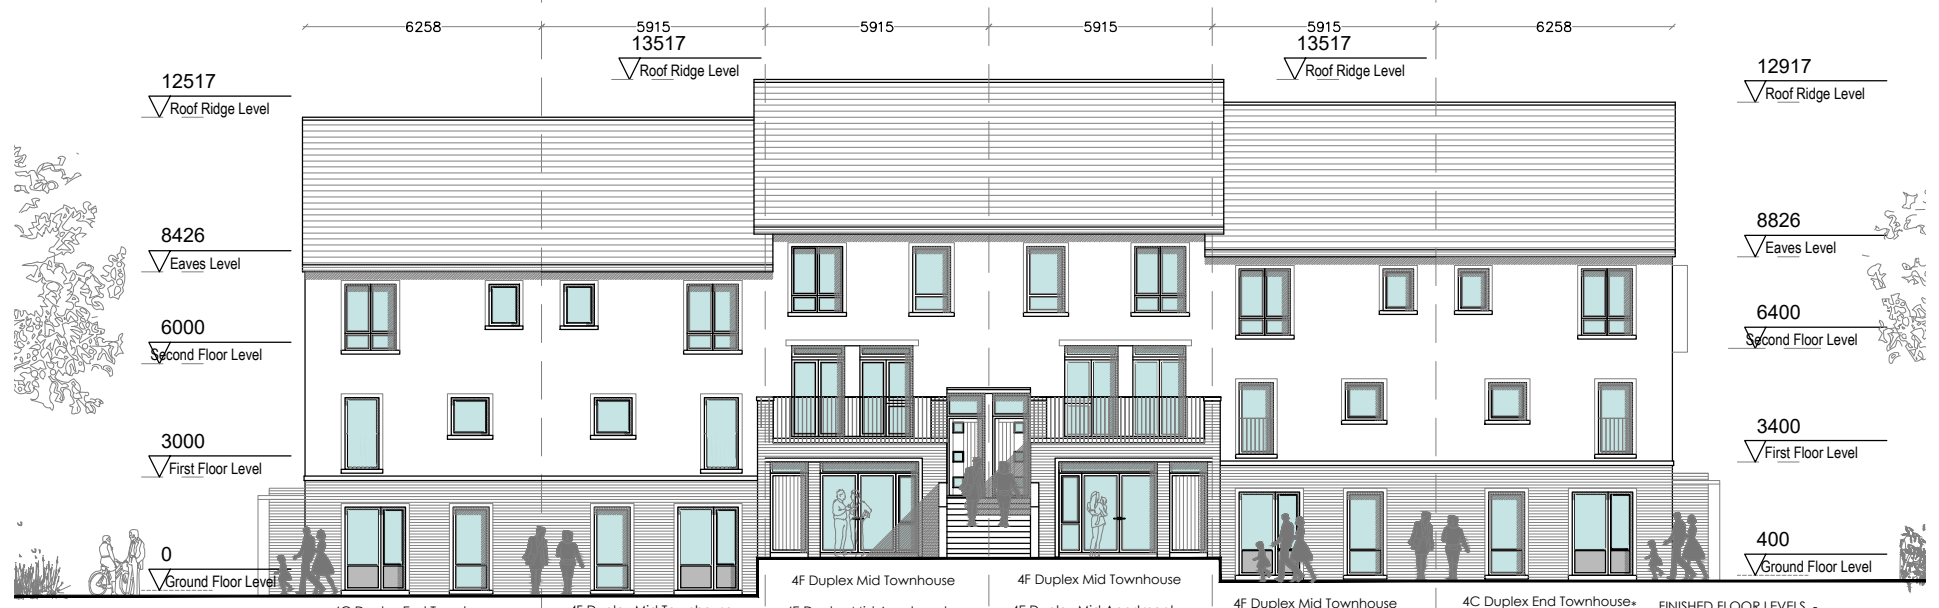 6258 5915 5915 5915 5915 6258
13517
Roof Ridge Level
13517
Roof Ridge Level
12517
Roof Ridge Level
8426
Eaves Level
6000
Second Floor Level
3000
First Floor Level
0
Ground Floor Level
12917
Roof Ridge Level
8826
Eaves Level
6400
Second Floor Level
3400
First Floor Level
400
Ground Floor Level
4F Duplex Mid Townhouse
4F Duplex Mid Townhouse
4F Duplex Mid Townhouse
4C Duplex End Townhouse*
FINISHED FLOOR LEVELS -